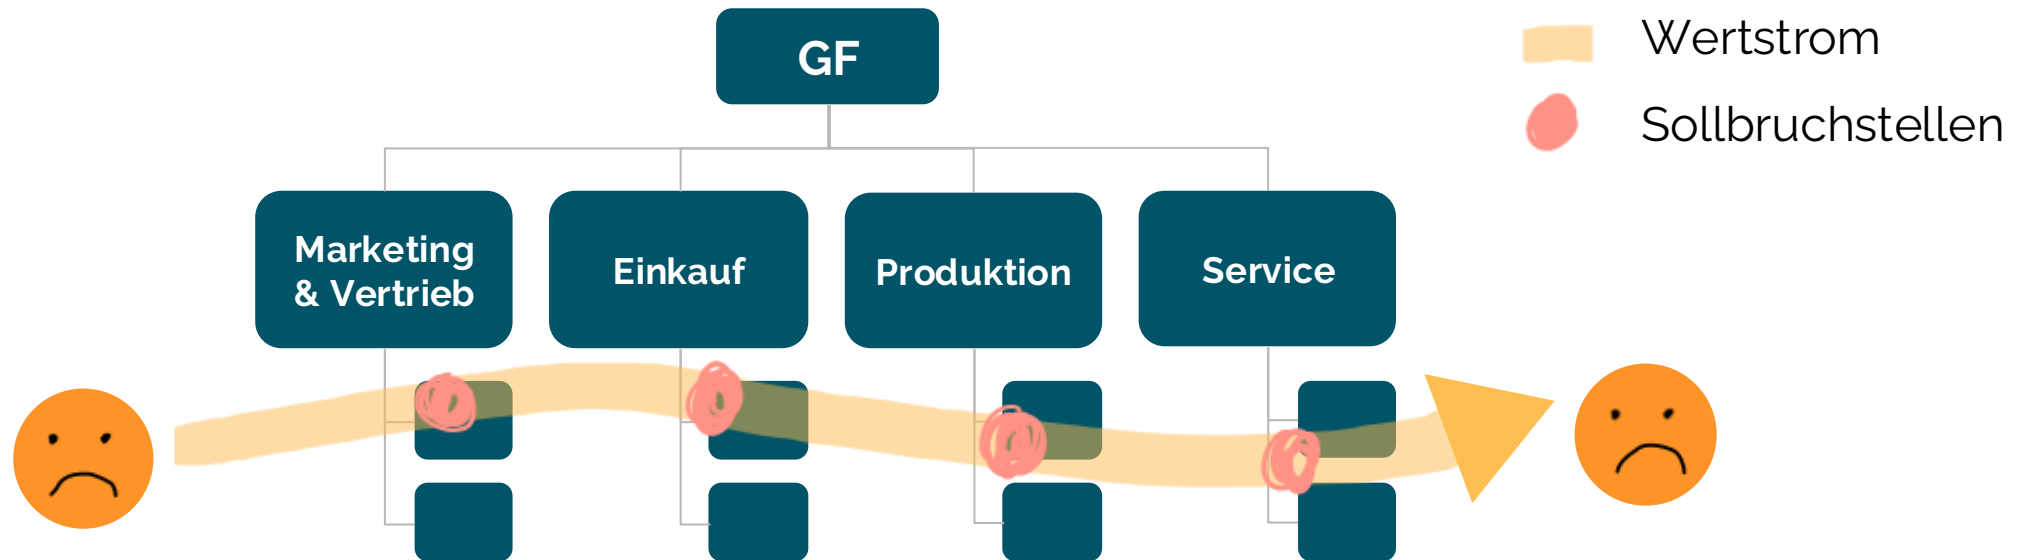 GF
Wertstrom
Sollbruchstellen
Marketing
& Vertrieb
Einkauf
Produktion
Service